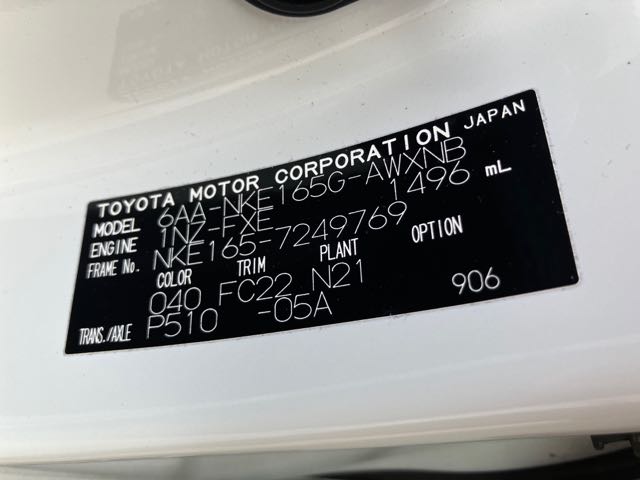 TOYOTA MOTOR CORPORATION JAPAN
MODEL 6AA-NKE165G-AWXNB
ENGINE 1NZ-FXE 1496 mL
FRAME No. NKE165-7249769
COLOR TRIM PLANT OPTION
040 FC22 N21
TRANS./AXLE P510 -05A 906